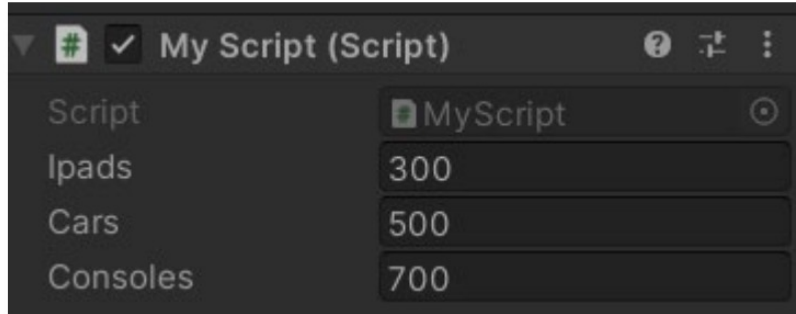 My Script (Script)
Script MyScript
Ipads 300
Cars 500
Consoles 700